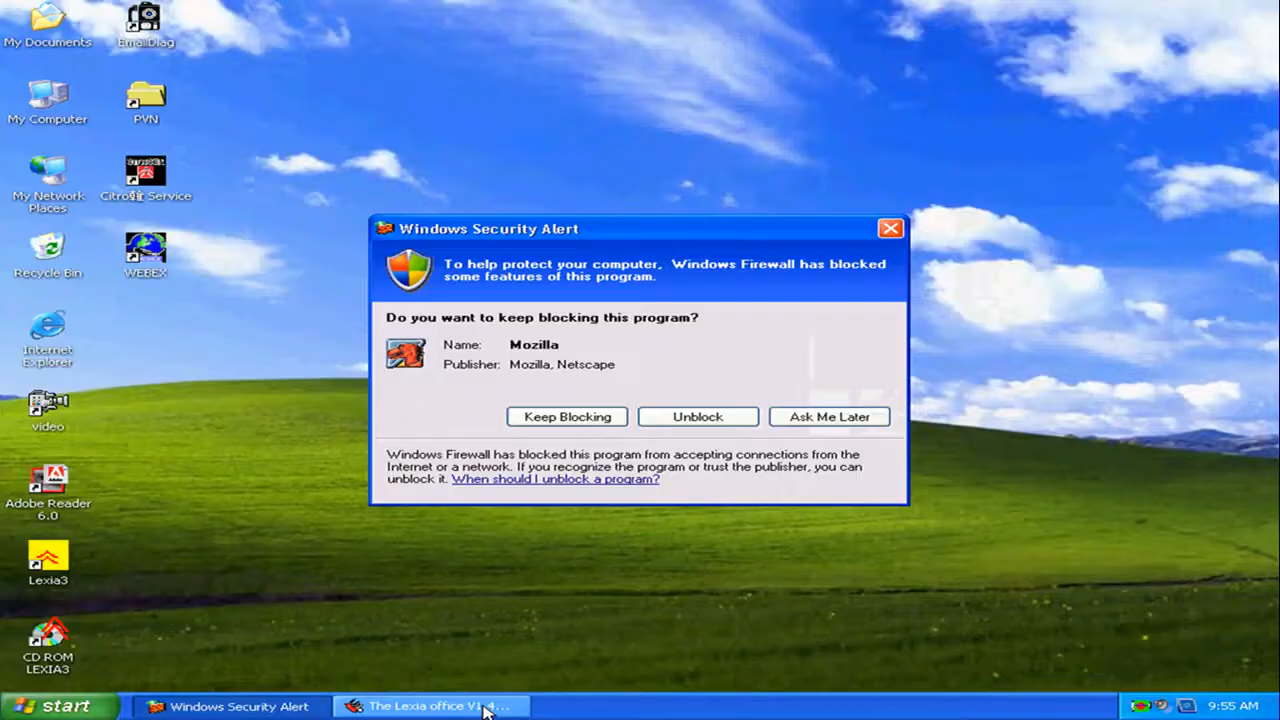 My Documents
EmailDiag
My Computer
PVN
My Network
Places
Service
Recycle Bin
WEBEX
Internet
Explorer
video
Adobe Reader
6.0
Lexia3
CD ROM
LEXIA3
Windows Security Alert
To help protect your computer, Windows Firewall has blocked
some features of this program.
Do you want to keep blocking this program?
Name: Mozilla
Publisher: Mozilla, Netscape
Keep Blocking
Unblock
Ask Me Later
Windows Firewall has blocked this program from accepting connections from the
Internet or a network. If you recognize the program or trust the publisher, you can
unblock it. When should I unblock a program?
start
Windows Security Alert
The Lexia office
9:55 AM